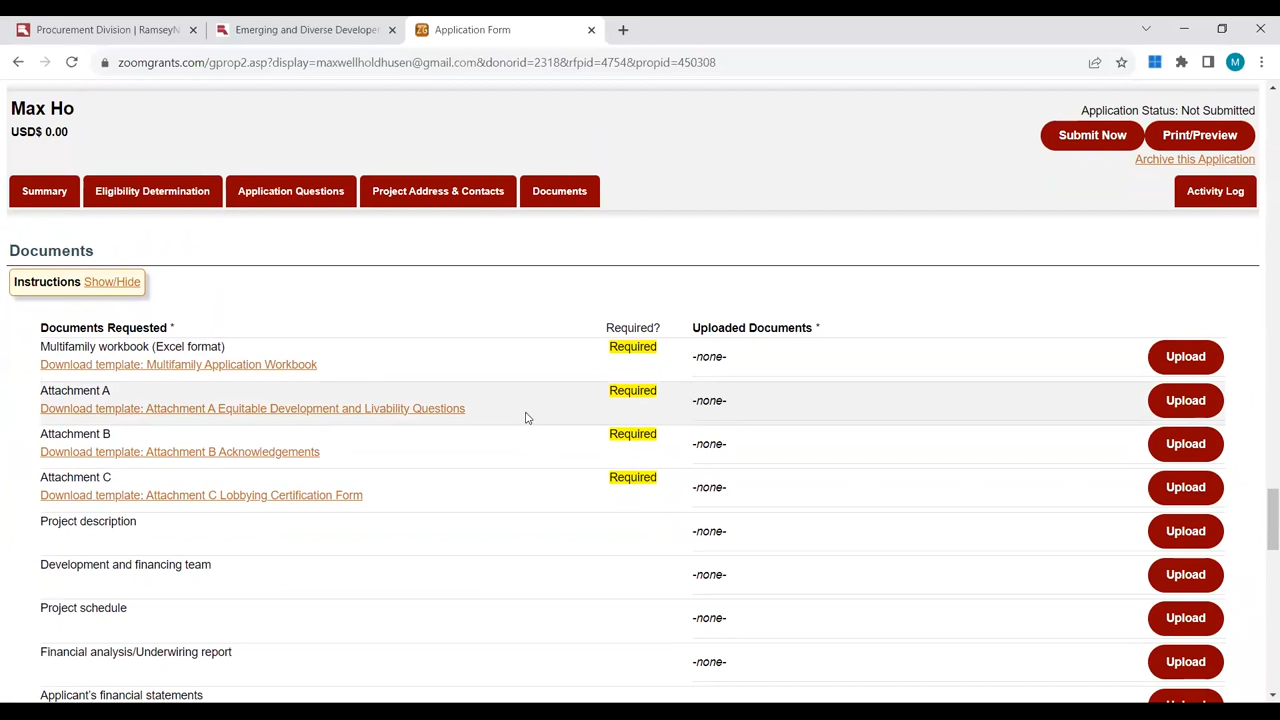 Procurement Division | RamseyN
Emerging and Diverse Develope
Application Form
zoomgrants.com/gprop2.asp?display=maxwellholdhusen@gmailtom&donorid=2318&rfpid=4754&propid=450308
M
Max Ho
USD$ 0.00
Application Status: Not Submitted
Submit Now
Print/Preview
Archive this Application
Summary
Eligibility Determination
Application Questions
Project Address & Contacts
Documents
Activity Log
Documents
Instructions Show/Hide
Documents Requested * Required? Uploaded Documents *
Multifamily workbook (Excel format) Required
Download template: Multifamily Application Workbook
-none- Upload
Attachment A Required
Download template: Attachment A Equitable Development and Livability Questions
-none- Upload
Attachment B Required
Download template: Attachment B Acknowledgements
-none- Upload
Attachment C Required
Download template: Attachment C Lobbying Certification Form
-none- Upload
Project description
-none- Upload
Development and financing team
-none- Upload
Project schedule
-none- Upload
Financial analysis/Underwiring report
-none- Upload
Applicant's financial statements